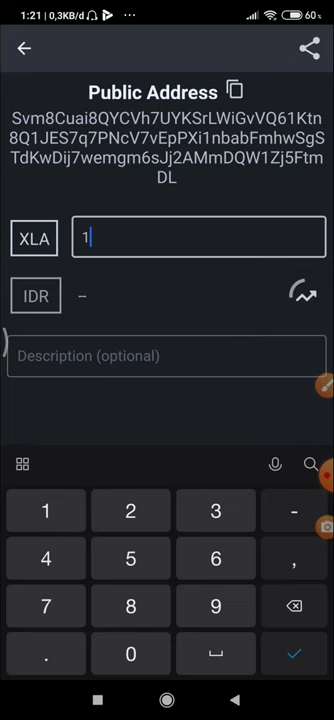 1:21 | 0,3KB/d ··· 60%
Public Address
Svm8Cuai8QYCVh7UYKSrLWiGvVQ61Ktn
8Q1JES7q7PNcV7vEpPXi1nbabFmhwSgS
TdKwDij7wemgm6sJj2AMmDQW1Zj5Ftm
DL
XLA 1
IDR --
Description (optional)
1 2 3 -
4 5 6 ,
7 8 9
. 0